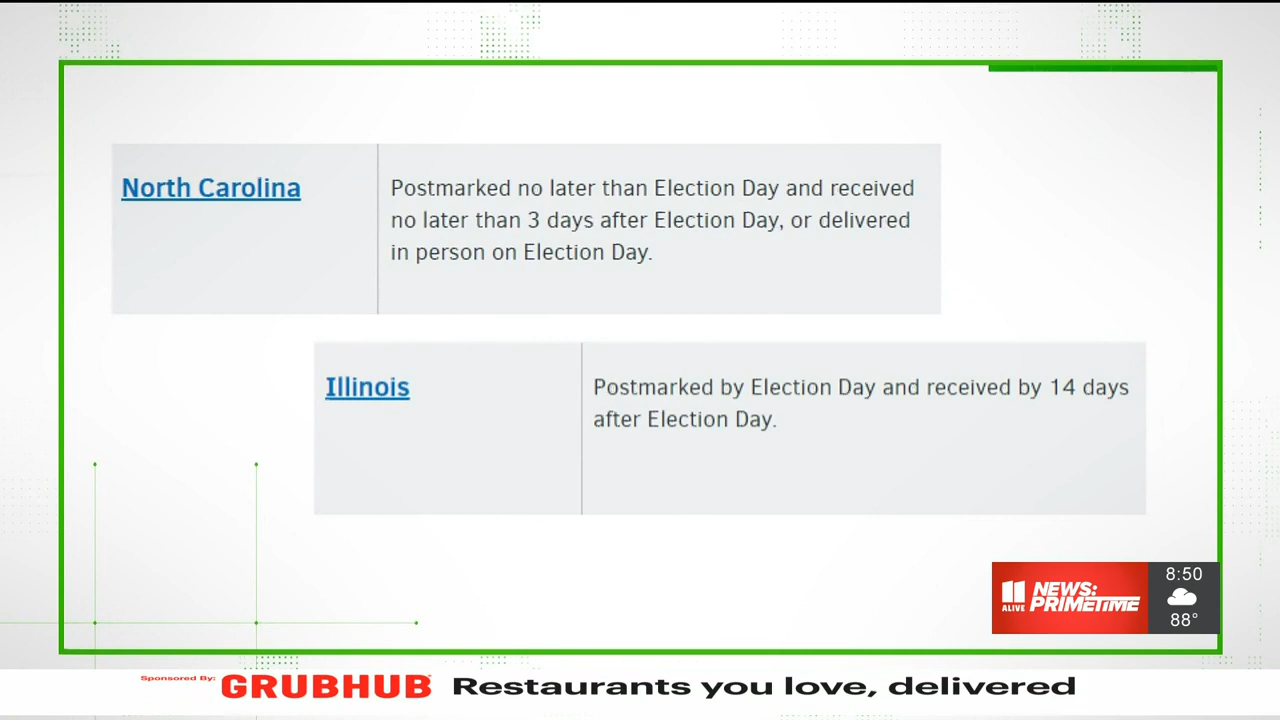 North Carolina
Postmarked no later than Election Day and received
no later than 3 days after Election Day, or delivered
in person on Election Day.
Illinois
Postmarked by Election Day and received by 14 days
after Election Day.
11 ALIVE
NEWS:
PRIMETIME
8:50
88°
Sponsored By: GRUBHUB Restaurants you love, delivered